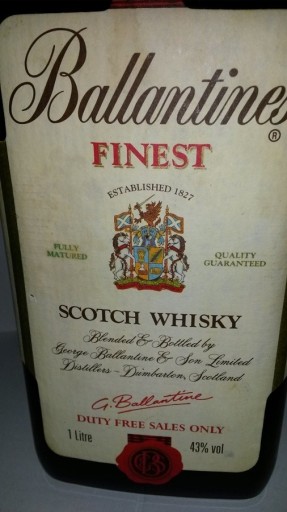 Ballantines
®
FINEST
ESTABLISHED 1827
FULLY
MATURED
QUALITY
GUARANTEED
SCOTCH WHISKY
Blended & Bottled by
George Ballantine & Son Limited
Distillers - Dumbarton, Scotland
G. Ballantine
DUTY FREE SALES ONLY
1 Litre
43% vol